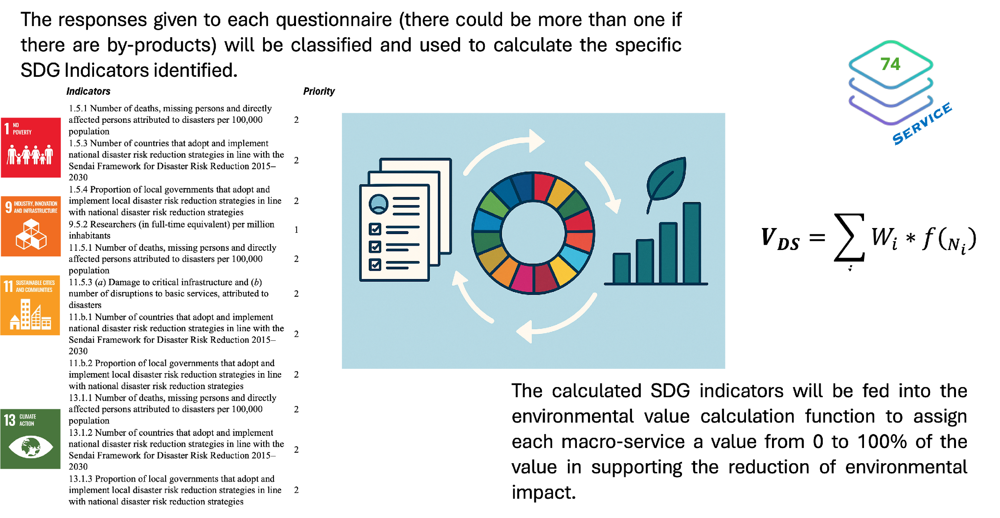 The responses given to each questionnaire (there could be more than one if
there are by-products) will be classified and used to calculate the specific
SDG Indicators identified.
74
SERVICE
Indicators Priority
1 NO
POVERTY
1.5.1 Number of deaths, missing persons and directly
affected persons attributed to disasters per 100,000 2
population
1.5.3 Number of countries that adopt and implement
national disaster risk reduction strategies in line with the
Sendai Framework for Disaster Risk Reduction 2015– 2
2030
1.5.4 Proportion of local governments that adopt and
implement local disaster risk reduction strategies in line 2
with national disaster risk reduction strategies
9 INDUSTRY, INNOVATION
AND INFRASTRUCTURE
9.5.2 Researchers (in full-time equivalent) per million
inhabitants 1
11 SUSTAINABLE CITIES
AND COMMUNITIES
11.5.1 Number of deaths, missing persons and directly
affected persons attributed to disasters per 100,000 2
population
11.5.3 (a) Damage to critical infrastructure and (b)
number of disruptions to basic services, attributed to 2
disasters
11.b.1 Number of countries that adopt and implement
national disaster risk reduction strategies in line with the
Sendai Framework for Disaster Risk Reduction 2015– 2
2030
11.b.2 Proportion of local governments that adopt and
implement local disaster risk reduction strategies in line 2
with national disaster risk reduction strategies
13 CLIMATE
ACTION
13.1.1 Number of deaths, missing persons and directly
affected persons attributed to disasters per 100,000 2
population
13.1.2 Number of countries that adopt and implement
national disaster risk reduction strategies in line with the
Sendai Framework for Disaster Risk Reduction 2015– 2
2030
13.1.3 Proportion of local governments that adopt and
implement local disaster risk reduction strategies in line 2
with national disaster risk reduction strategies
V_DS = ∑_i W_i * f(N_i)
The calculated SDG indicators will be fed into the
environmental value calculation function to assign
each macro-service a value from 0 to 100% of the
value in supporting the reduction of environmental
impact.